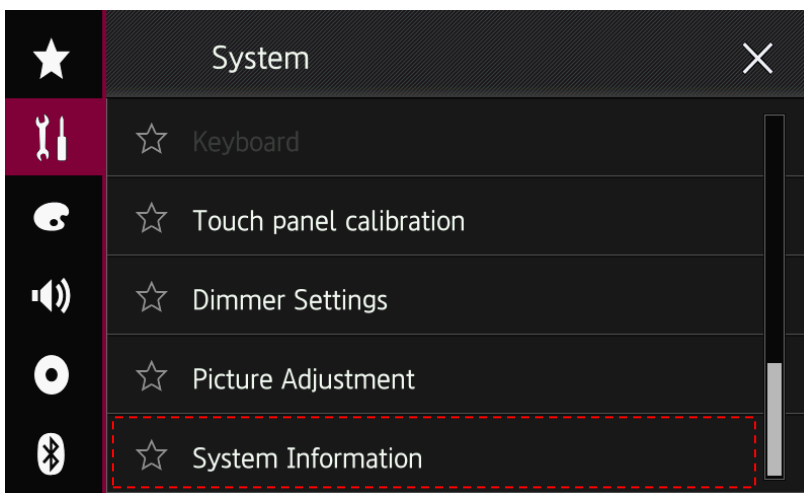 System
Keyboard
Touch panel calibration
Dimmer Settings
Picture Adjustment
System Information